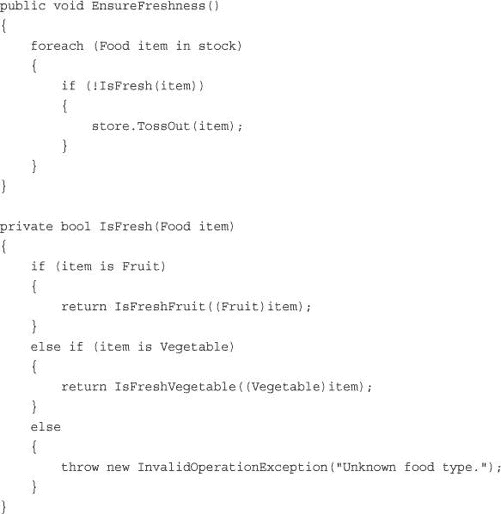 public void EnsureFreshness()
{
    foreach (Food item in stock)
    {
        if (!IsFresh(item))
        {
            store.TossOut(item);
        }
    }
}

private bool IsFresh(Food item)
{
    if (item is Fruit)
    {
        return IsFreshFruit((Fruit)item);
    }
    else if (item is Vegetable)
    {
        return IsFreshVegetable((Vegetable)item);
    }
    else
    {
        throw new InvalidOperationException("Unknown food type.");
    }
}